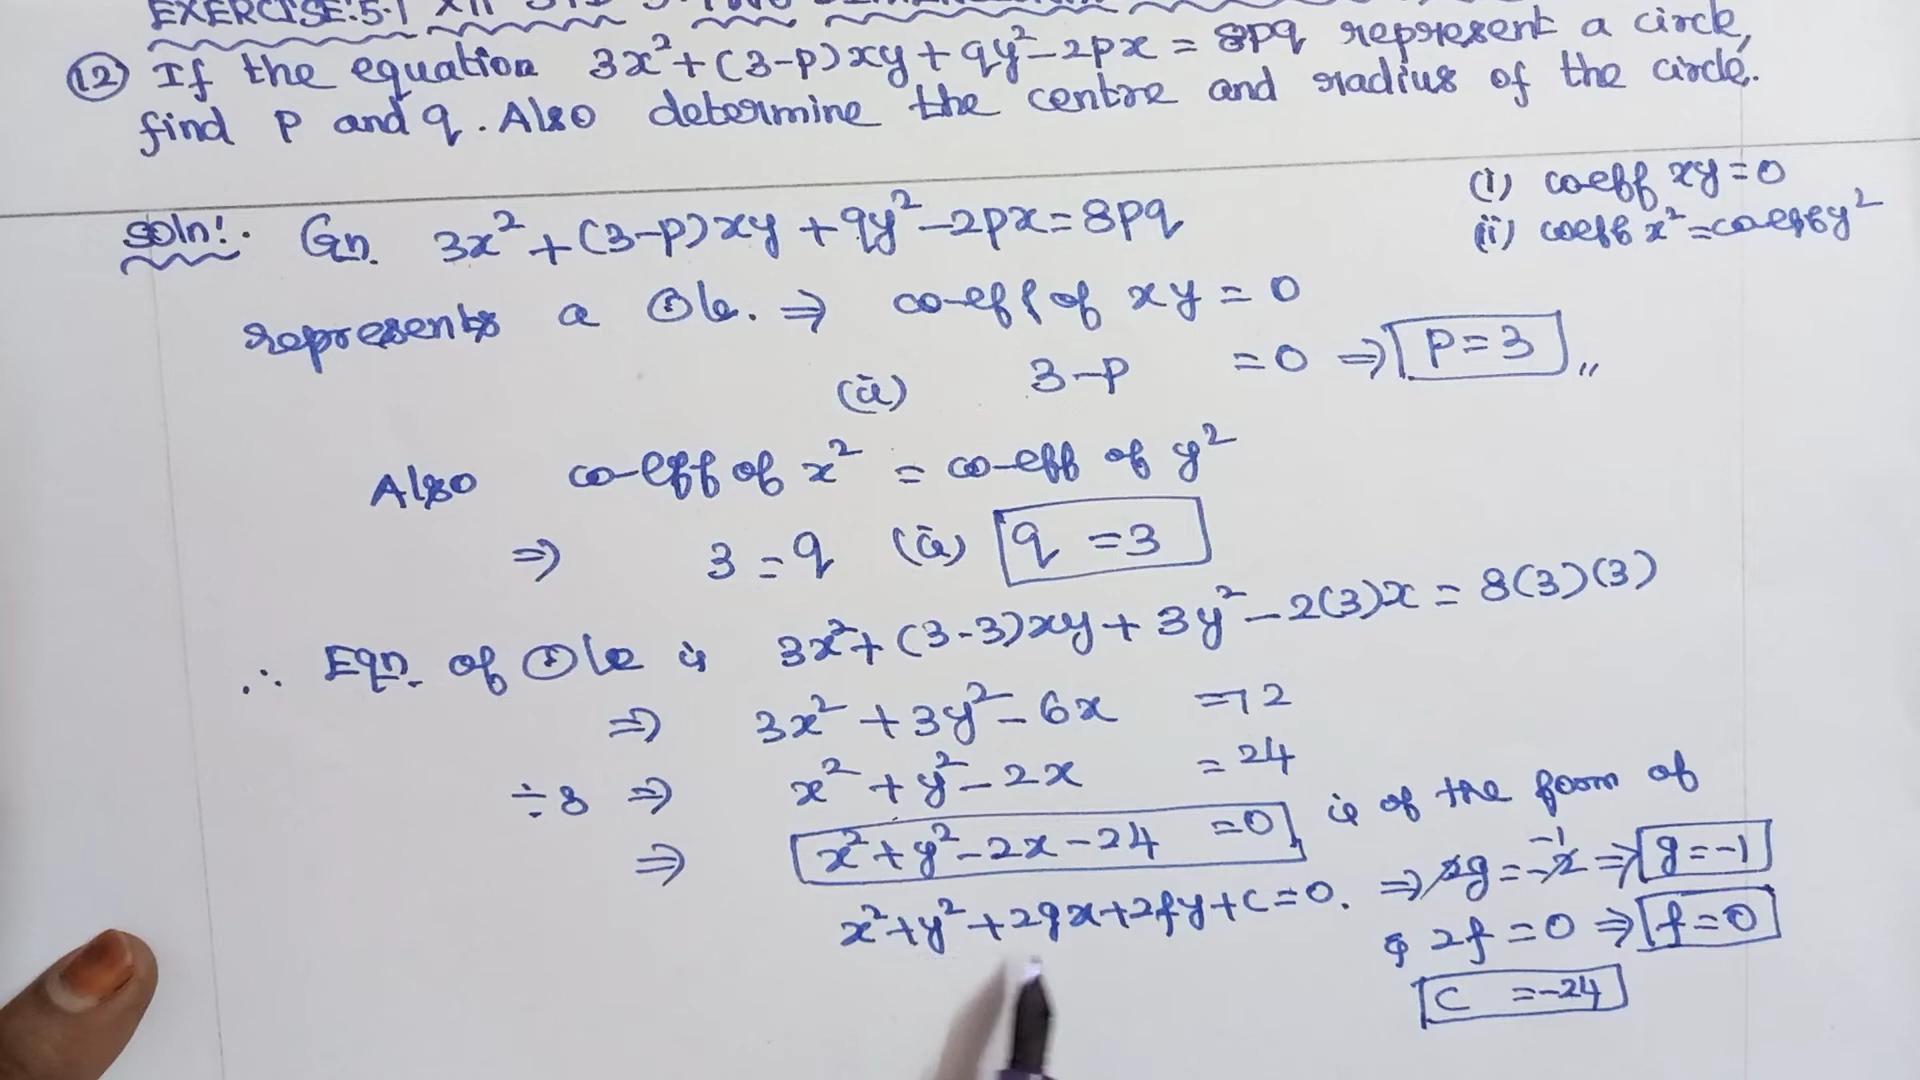 EXERCISE:5.1 XII STD
(12) If the equation 3x²+(3-p)xy+qy²-2px = 8pq represent a circle,
find p and q. Also determine the centre and radius of the circle.
(i) coeff xy=0
(ii) coeff x²=coeff y²
Soln:. Gn. 3x²+(3-p)xy+qy²-2px=8pq
represents a ⊙le. ⇒ co-eff of xy = 0
(ie) 3-p =0 ⇒ p=3 ,,
Also co-eff of x² = co-eff of y²
⇒ 3=q (ie) q =3
∴ Eqn. of ⊙le is 3x²+(3-3)xy+3y²-2(3)x = 8(3)(3)
⇒ 3x²+3y²-6x =72
÷3 ⇒ x²+y²-2x =24
⇒ x²+y²-2x-24 =0, is of the form of
x²+y²+2gx+2fy+c=0. ⇒ 2g=-2 -1 ⇒ g=-1
& 2f=0 ⇒ f=0
c =-24